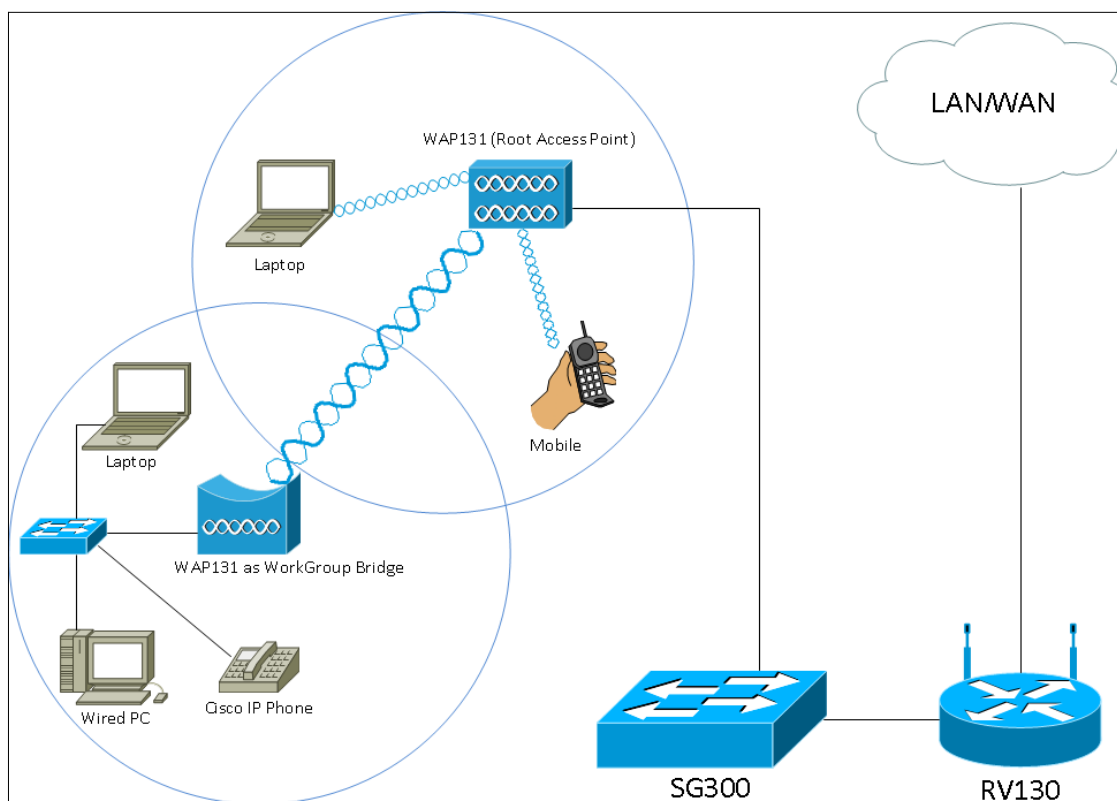 LAN/WAN
WAP131 (Root Access Point)
Laptop
Mobile
Laptop
WAP131 as WorkGroup Bridge
Wired PC
Cisco IP Phone
SG300
RV130